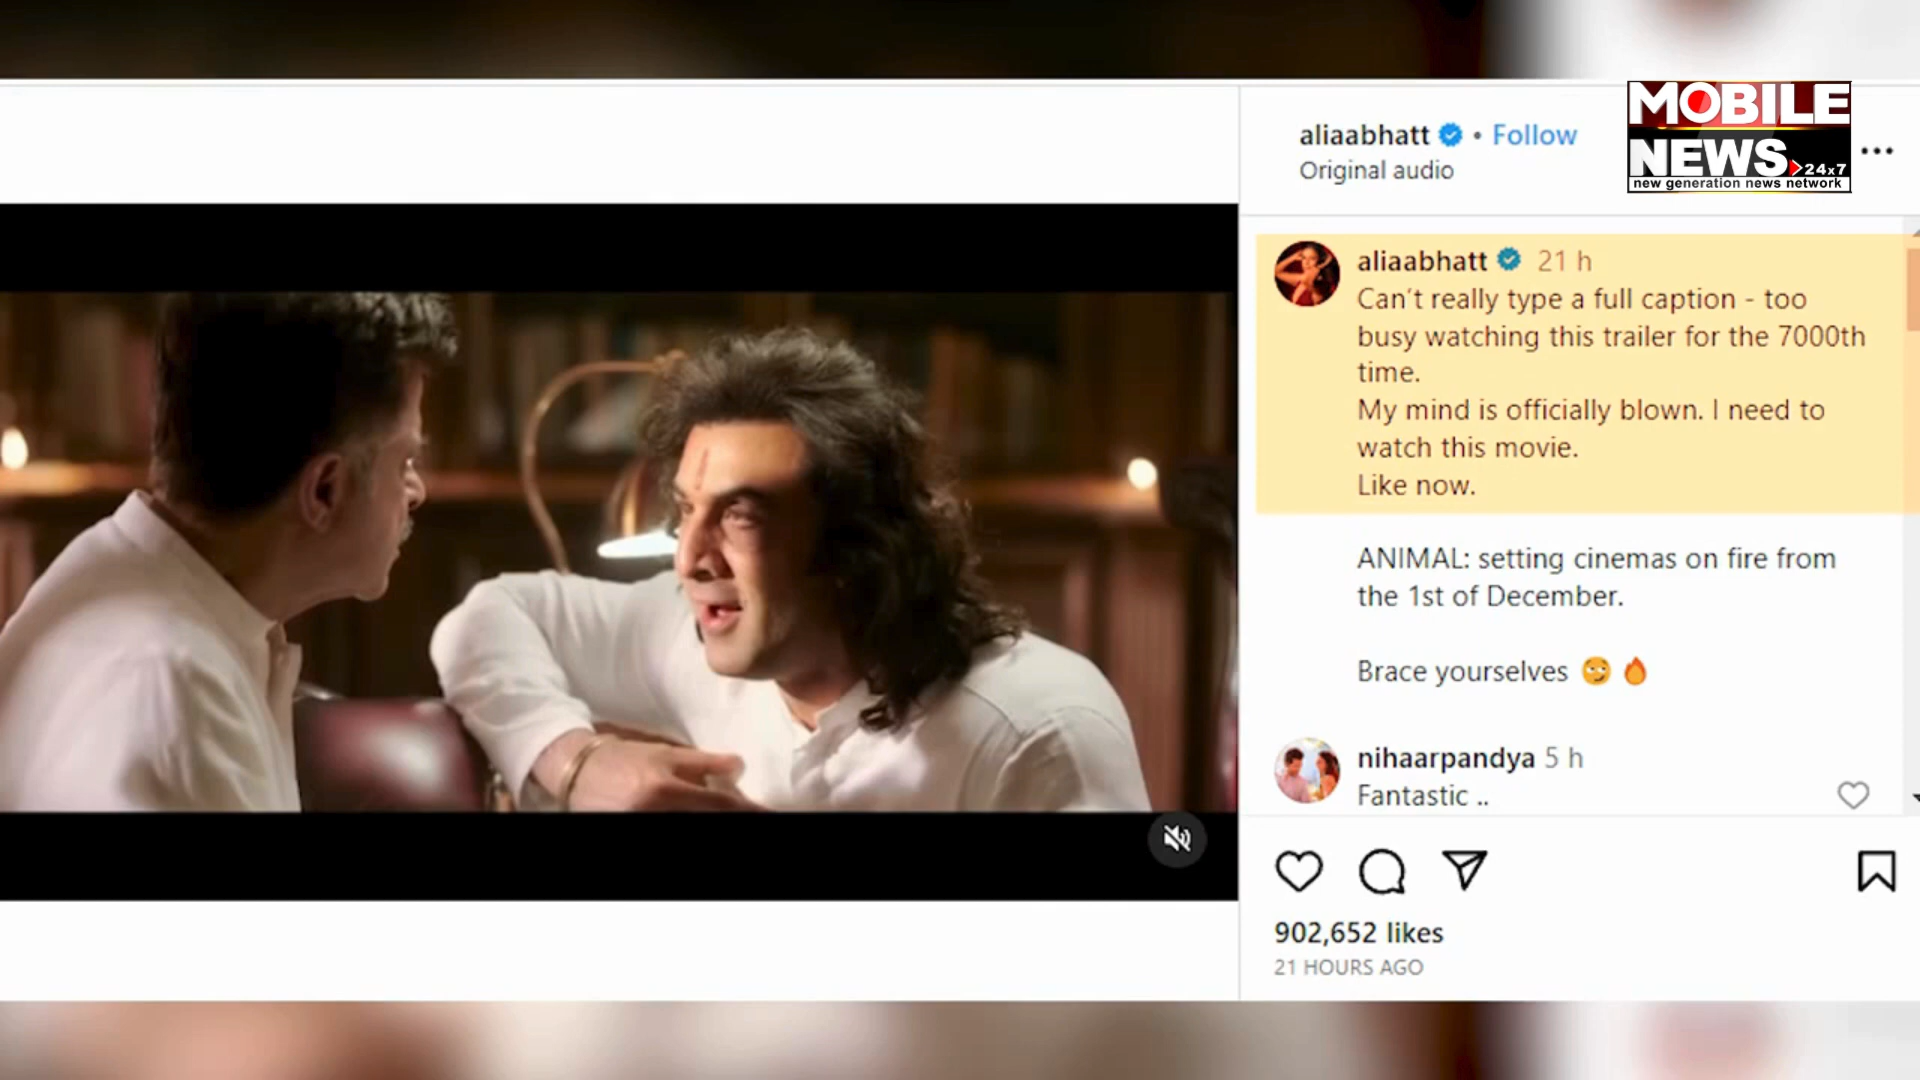 MOBILE
NEWS 24x7
new generation news network
aliaabhatt • Follow
Original audio
aliaabhatt 21 h
Can't really type a full caption - too
busy watching this trailer for the 7000th
time.
My mind is officially blown. I need to
watch this movie.
Like now.
ANIMAL: setting cinemas on fire from
the 1st of December.
Brace yourselves 😏🔥
nihaarpandya 5 h
Fantastic ..
902,652 likes
21 HOURS AGO